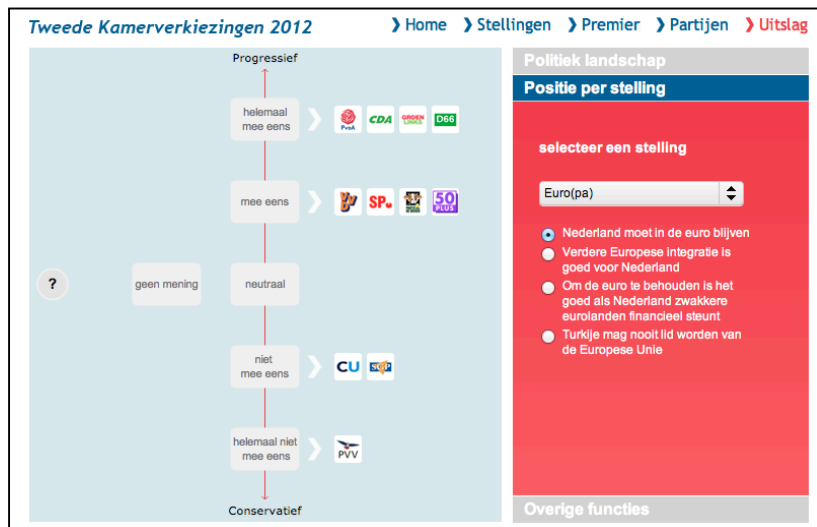 Tweede Kamerverkiezingen 2012
Home Stellingen Premier Partijen Uitslag
Progressief
helemaal
mee eens
PvdA CDA GROEN LINKS D66
mee eens
VVD SP. 50 PLUS
? geen mening neutraal
niet
mee eens
CU SGP
helemaal niet
mee eens
PVV
Conservatief
Politiek landschap
Positie per stelling
selecteer een stelling
Euro(pa)
Nederland moet in de euro blijven
Verdere Europese integratie is
goed voor Nederland
Om de euro te behouden is het
goed als Nederland zwakkere
eurolanden financieel steunt
Turkije mag nooit lid worden van
de Europese Unie
Overige functies